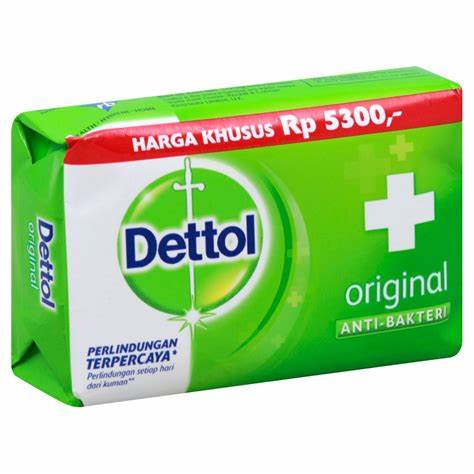 HARGA KHUSUS Rp 5300,-
Dettol
original
ANTI-BAKTERI
PERLINDUNGAN
TERPERCAYA*
Perlindungan setiap hari
dari kuman**
Dettol
original